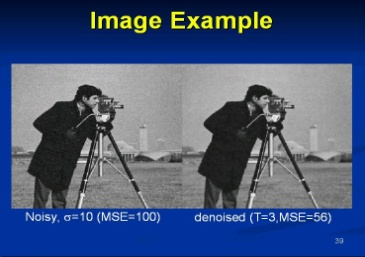 Image Example
Noisy, σ=10 (MSE=100)
denoised (T=3,MSE=56)
39